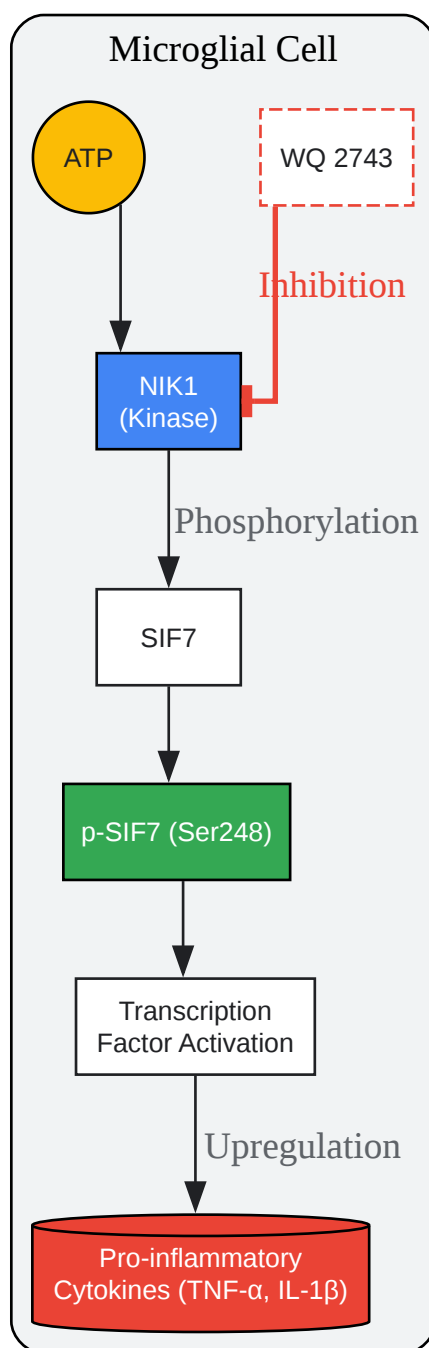 Microglial Cell
ATP
WQ 2743
Inhibition
NIK1
(Kinase)
Phosphorylation
SIF7
p-SIF7 (Ser248)
Transcription
Factor Activation
Upregulation
Pro-inflammatory
Cytokines (TNF-α, IL-1β)